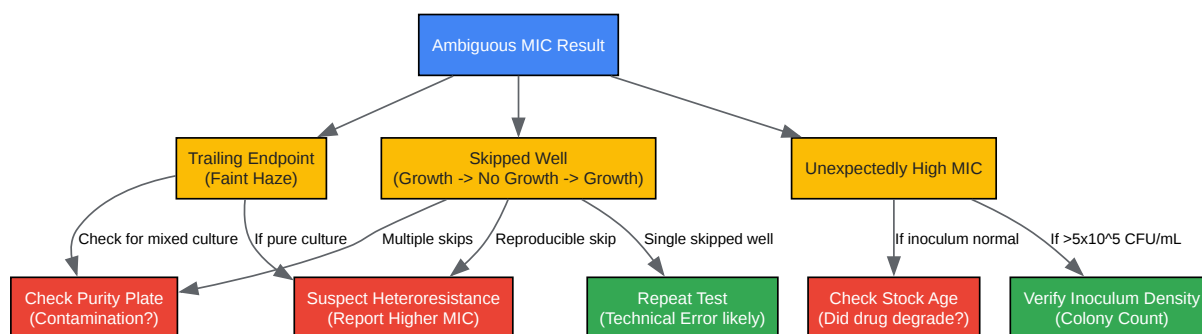 Ambiguous MIC Result
Trailing Endpoint
(Faint Haze)
Skipped Well
(Growth -> No Growth -> Growth)
Unexpectedly High MIC
Check for mixed culture
If pure culture
Multiple skips
Reproducible skip
Single skipped well
If inoculum normal
If >5x10^5 CFU/mL
Check Purity Plate
(Contamination?)
Suspect Heteroresistance
(Report Higher MIC)
Repeat Test
(Technical Error likely)
Check Stock Age
(Did drug degrade?)
Verify Inoculum Density
(Colony Count)